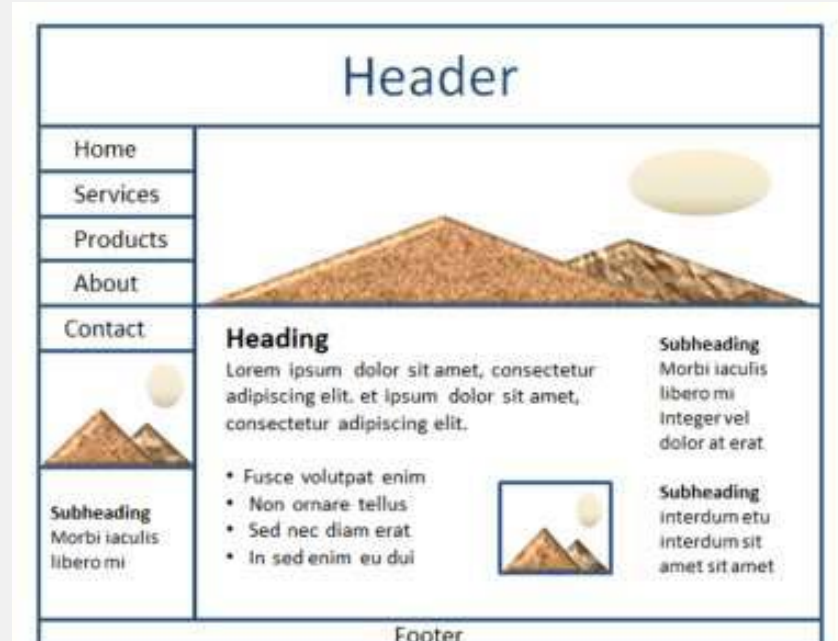 Header
Home
Services
Products
About
Contact
Subheading
Morbi iaculis
libero mi
Heading
Lorem ipsum dolor sit amet, consectetur
adipiscing elit. et ipsum dolor sit amet,
consectetur adipiscing elit.
• Fusce volutpat enim
• Non ornare tellus
• Sed nec diam erat
• In sed enim eu dui
Subheading
Morbi iaculis
libero mi
Integer vel
dolor at erat
Subheading
interdum etu
interdum sit
amet sit amet
Footer